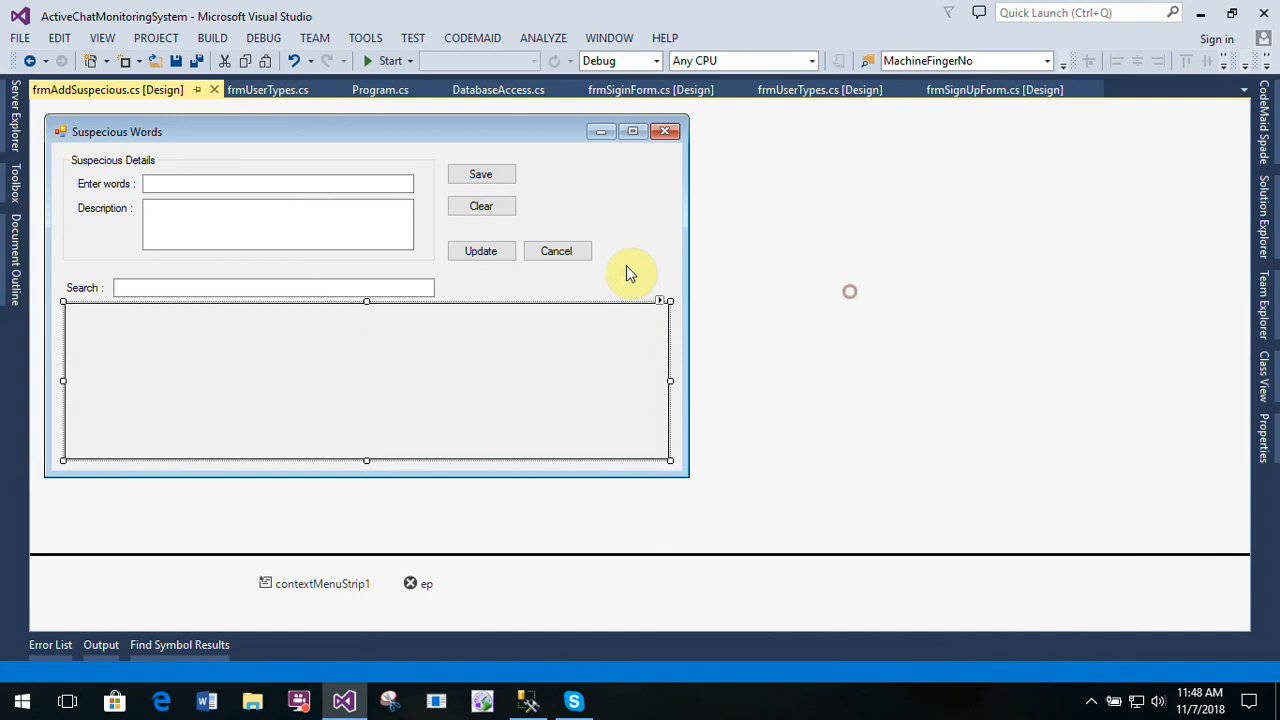 ActiveChatMonitoringSystem - Microsoft Visual Studio
Quick Launch (Ctrl+Q)
FILE EDIT VIEW PROJECT BUILD DEBUG TEAM TOOLS TEST CODEMAID ANALYZE WINDOW HELP
Sign in
Start Debug Any CPU MachineFingerNo
frmAddSuspecious.cs [Design] frmUserTypes.cs Program.cs DatabaseAccess.cs frmSiginForm.cs [Design] frmUserTypes.cs [Design] frmSignUpForm.cs [Design]
Server Explorer
Toolbox
Document Outline
CodeMaid Spade
Solution Explorer
Team Explorer
Class View
Properties
Suspecious Words
Suspecious Details
Enter words :
Description :
Save
Clear
Update Cancel
Search :
contextMenuStrip1 ep
Error List Output Find Symbol Results
11:48 AM
11/7/2018